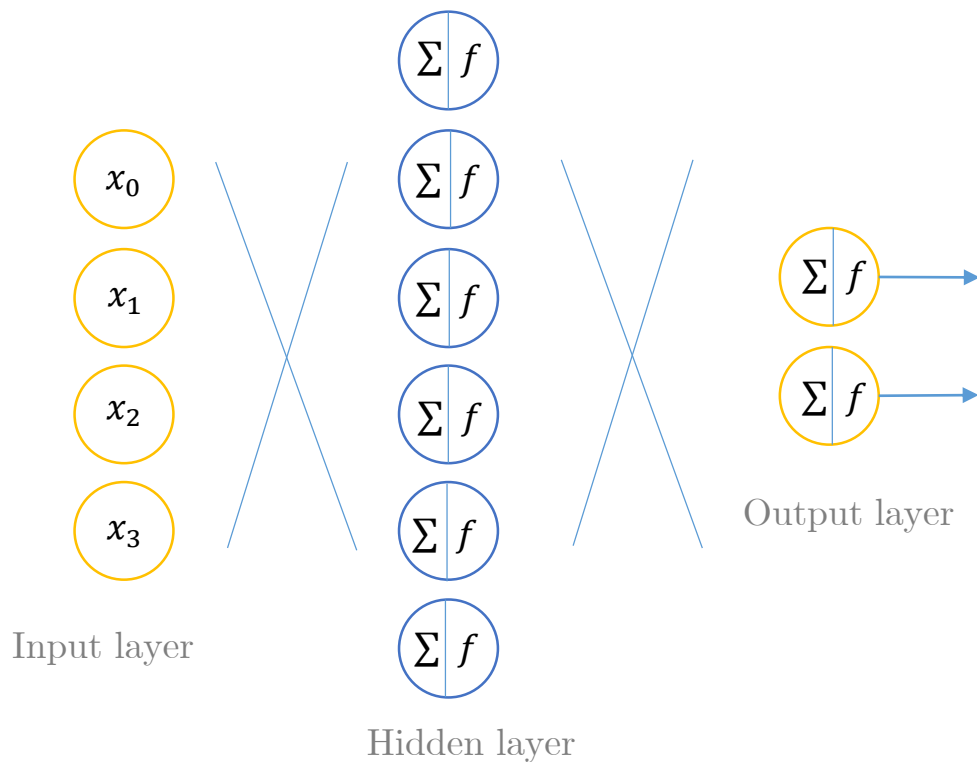 x₀
x₁
x₂
x₃
Input layer
∑ f
∑ f
∑ f
∑ f
∑ f
∑ f
Hidden layer
∑ f
∑ f
Output layer